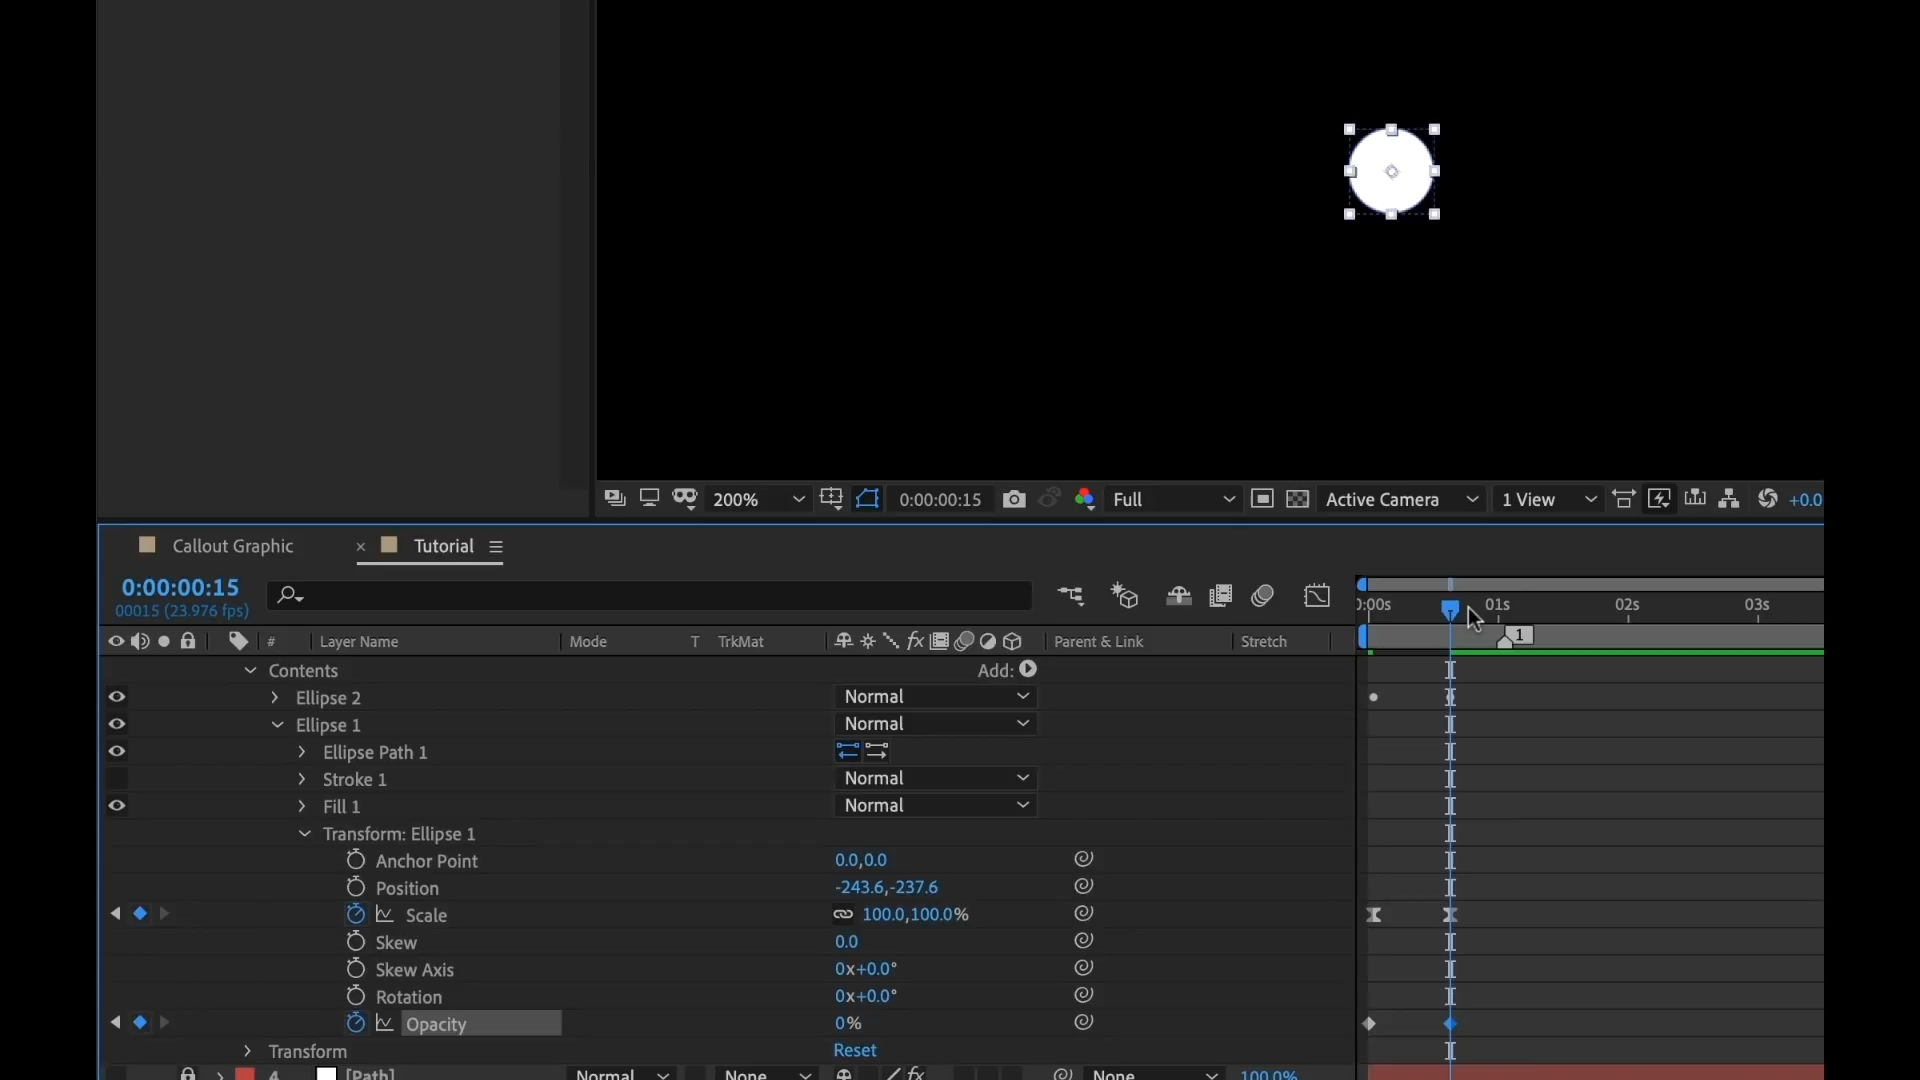 200%
0:00:00:15
Full
Active Camera
1 View
+0.0
Callout Graphic
× Tutorial
0:00:00:15
00015 (23.976 fps)
0:00s 01s 02s 03s
1
# Layer Name Mode T TrkMat fx Parent & Link Stretch
Contents Add:
Ellipse 2 Normal
Ellipse 1 Normal
Ellipse Path 1
Stroke 1 Normal
Fill 1 Normal
Transform: Ellipse 1
Anchor Point 0.0,0.0
Position -243.6,-237.6
Scale 100.0,100.0%
Skew 0.0
Skew Axis 0x+0.0°
Rotation 0x+0.0°
Opacity 0%
Transform Reset
4 [Path] Normal None fx None 100.0%